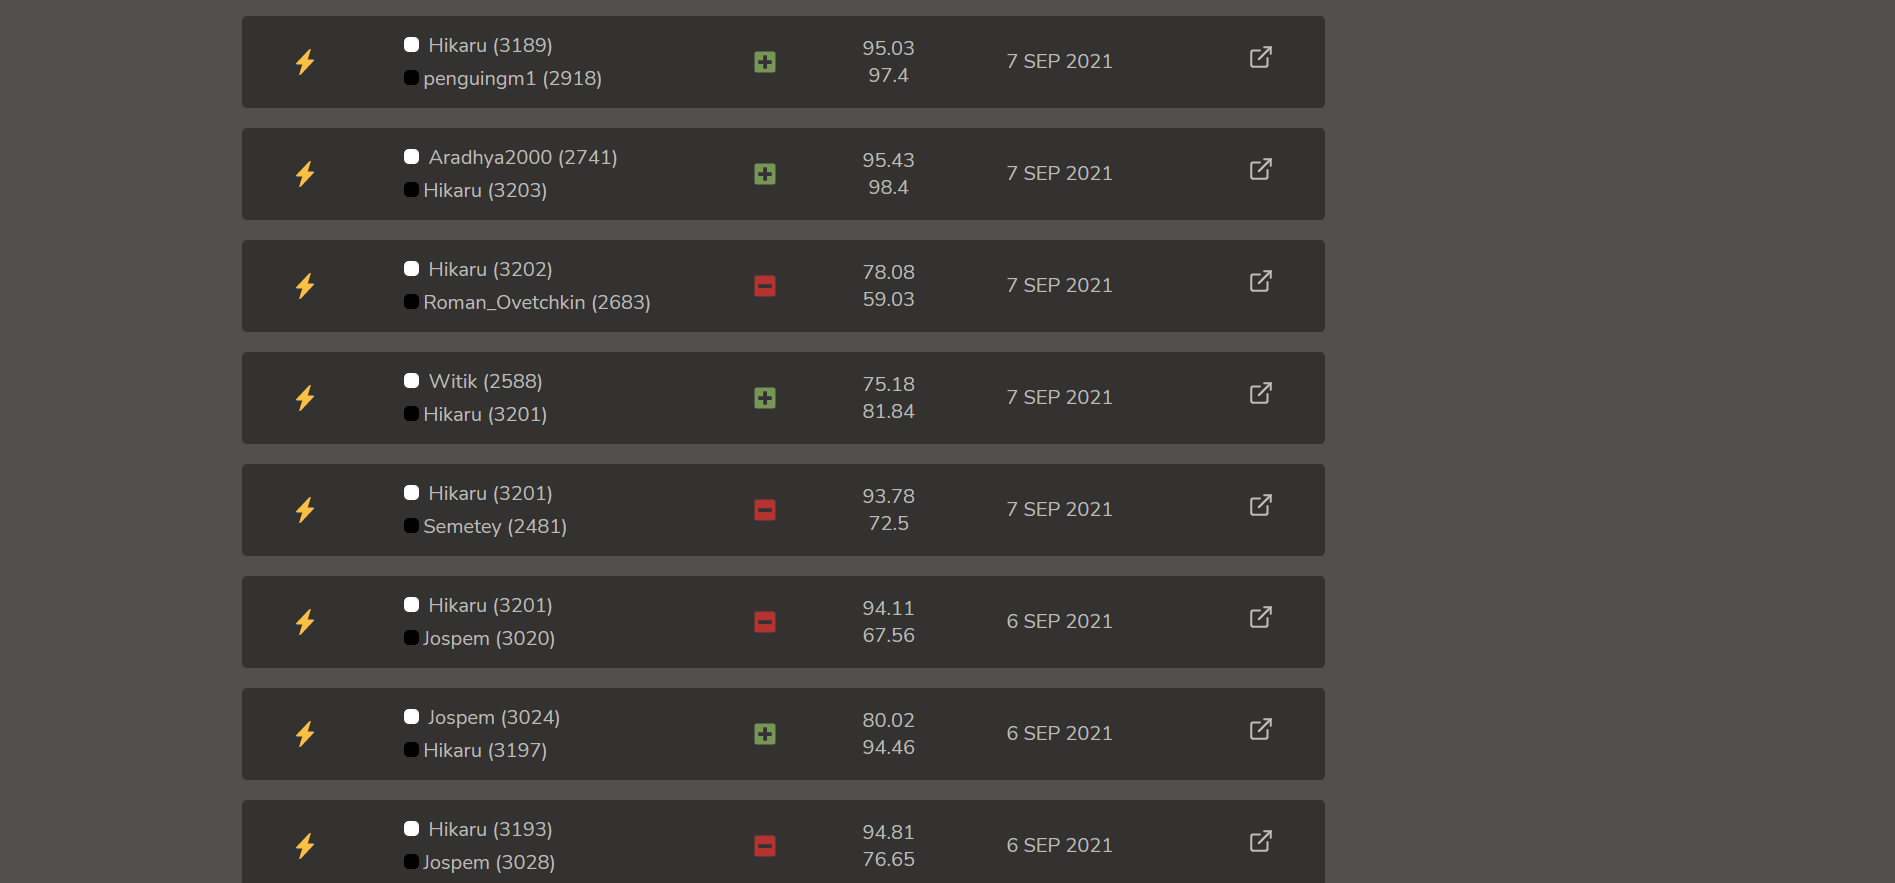 Hikaru (3189)
penguingm1 (2918)
95.03
97.4
7 SEP 2021
Aradhya2000 (2741)
Hikaru (3203)
95.43
98.4
7 SEP 2021
Hikaru (3202)
Roman_Ovetchkin (2683)
78.08
59.03
7 SEP 2021
Witik (2588)
Hikaru (3201)
75.18
81.84
7 SEP 2021
Hikaru (3201)
Semetey (2481)
93.78
72.5
7 SEP 2021
Hikaru (3201)
Jospem (3020)
94.11
67.56
6 SEP 2021
Jospem (3024)
Hikaru (3197)
80.02
94.46
6 SEP 2021
Hikaru (3193)
Jospem (3028)
94.81
76.65
6 SEP 2021